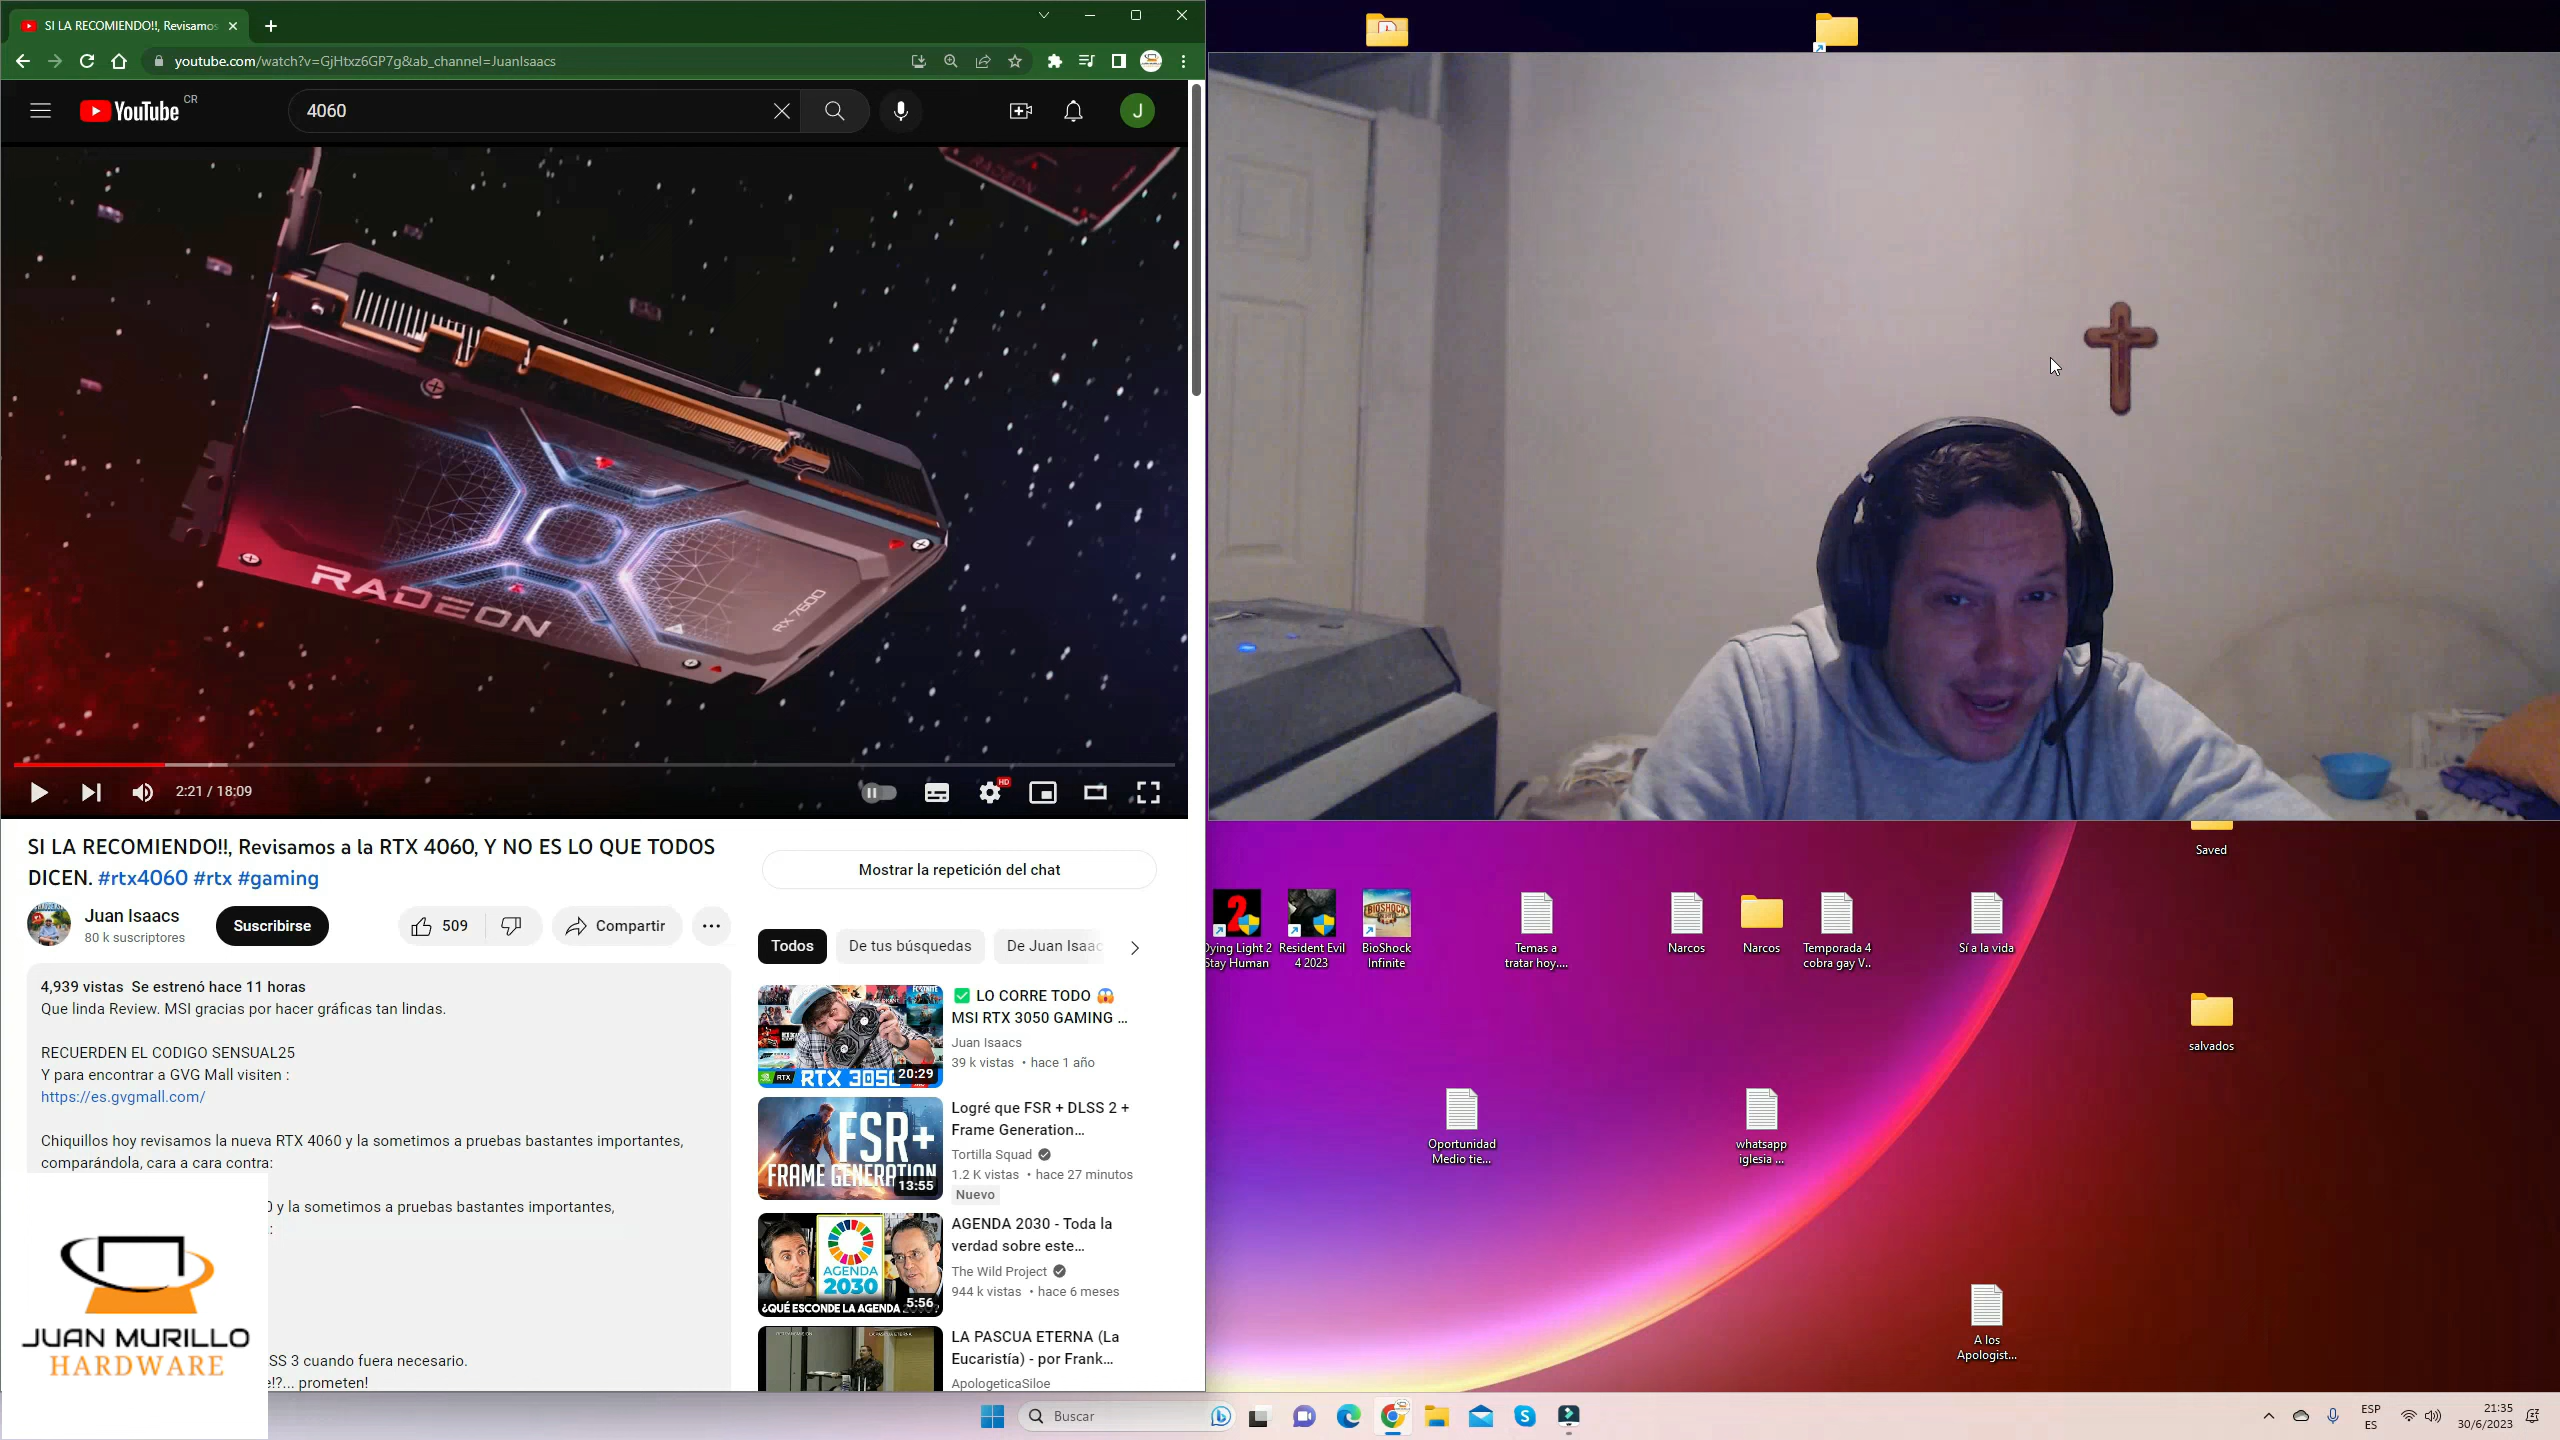 SI LA RECOMIENDO!!, Revisamos
youtube.com/watch?v=GjHtxz6GP7g&ab_channel=JuanIsaacs
YouTube CR
4060
J
RADEON
RADEON
RX 7600
2:21 / 18:09
HD
SI LA RECOMIENDO!!, Revisamos a la RTX 4060, Y NO ES LO QUE TODOS
DICEN. #rtx4060 #rtx #gaming
Juan Isaacs
80 k suscriptores
Suscribirse
509
Compartir
4,939 vistas Se estrenó hace 11 horas
Que linda Review. MSI gracias por hacer gráficas tan lindas.
RECUERDEN EL CODIGO SENSUAL25
Y para encontrar a GVG Mall visiten :
https://es.gvgmall.com/
Chiquillos hoy revisamos la nueva RTX 4060 y la sometimos a pruebas bastantes importantes,
comparándola, cara a cara contra:
0 y la sometimos a pruebas bastantes importantes,
:
SS 3 cuando fuera necesario.
e!?... prometen!
JUAN MURILLO
HARDWARE
Mostrar la repetición del chat
Todos
De tus búsquedas
De Juan Isaac
RTX
RTX 3050
20:29
✅ LO CORRE TODO 😱
MSI RTX 3050 GAMING ...
Juan Isaacs
39 k vistas • hace 1 año
FSR+
FRAME GENERATION
13:55
Logré que FSR + DLSS 2 +
Frame Generation...
Tortilla Squad
1.2 K vistas • hace 27 minutos
Nuevo
AGENDA
2030
¿QUÉ ESCONDE LA AGENDA
5:56
AGENDA 2030 - Toda la
verdad sobre este...
The Wild Project
944 k vistas • hace 6 meses
LA PASCUA ETERNA (La
Eucaristía) - por Frank...
ApologeticaSiloe
Saved
2
BIOSHOCK
Dying Light 2
Stay Human
Resident Evil
4 2023
BioShock
Infinite
Temas a
tratar hoy....
Narcos
Narcos
Temporada 4
cobra gay V..
Sí a la vida
salvados
Oportunidad
Medio tie...
whatsapp
iglesia ...
A los
Apologist...
Buscar
ESP
ES
21:35
30/6/2023